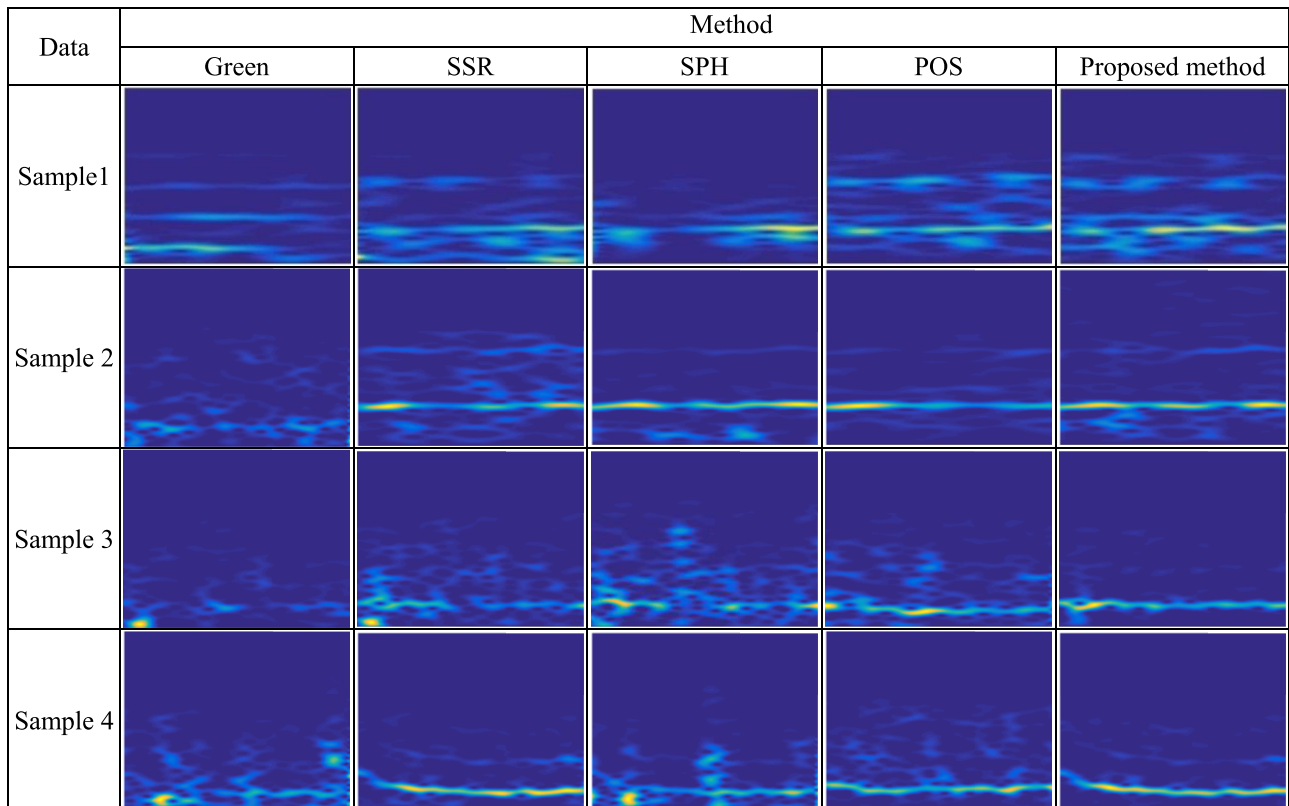 Data
Method
Green
SSR
SPH
POS
Proposed method
Sample1
Sample 2
Sample 3
Sample 4